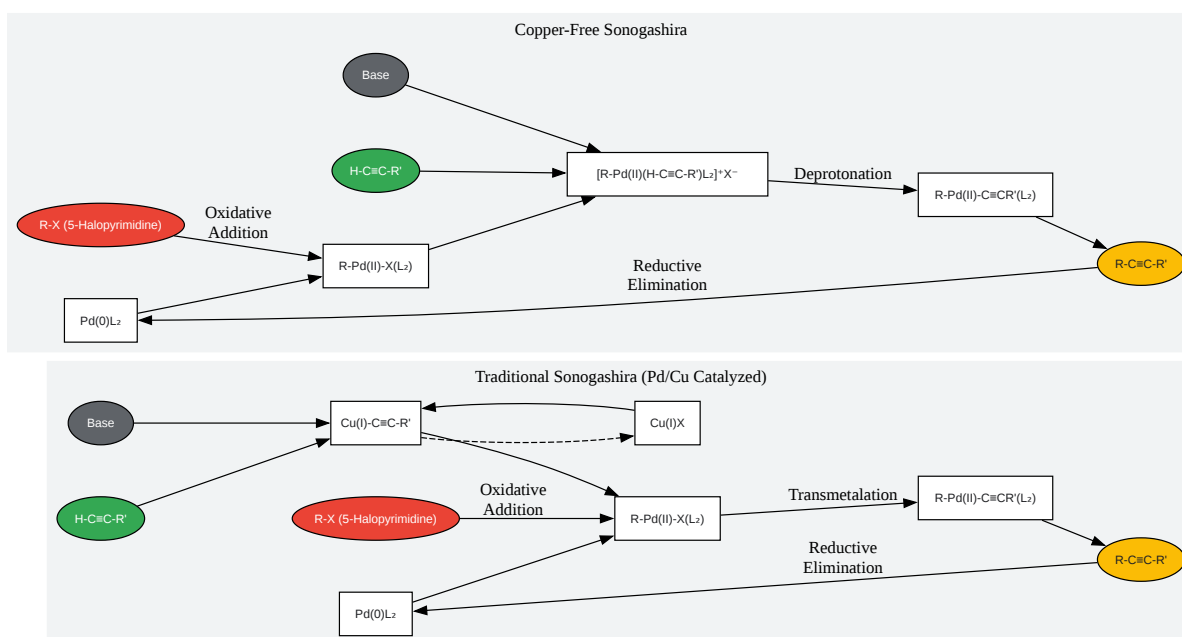 Copper-Free Sonogashira
Base
H-C≡C-R'
[R-Pd(II)(H-C≡C-R')L₂]⁺X⁻
Deprotonation
R-Pd(II)-C≡CR'(L₂)
R-X (5-Halopyrimidine)
Oxidative
Addition
R-Pd(II)-X(L₂)
Reductive
Elimination
R-C≡C-R'
Pd(0)L₂
Traditional Sonogashira (Pd/Cu Catalyzed)
Base
Cu(I)-C≡C-R'
Cu(I)X
H-C≡C-R'
R-X (5-Halopyrimidine)
Oxidative
Addition
R-Pd(II)-X(L₂)
Transmetalation
R-Pd(II)-C≡CR'(L₂)
Reductive
Elimination
R-C≡C-R'
Pd(0)L₂